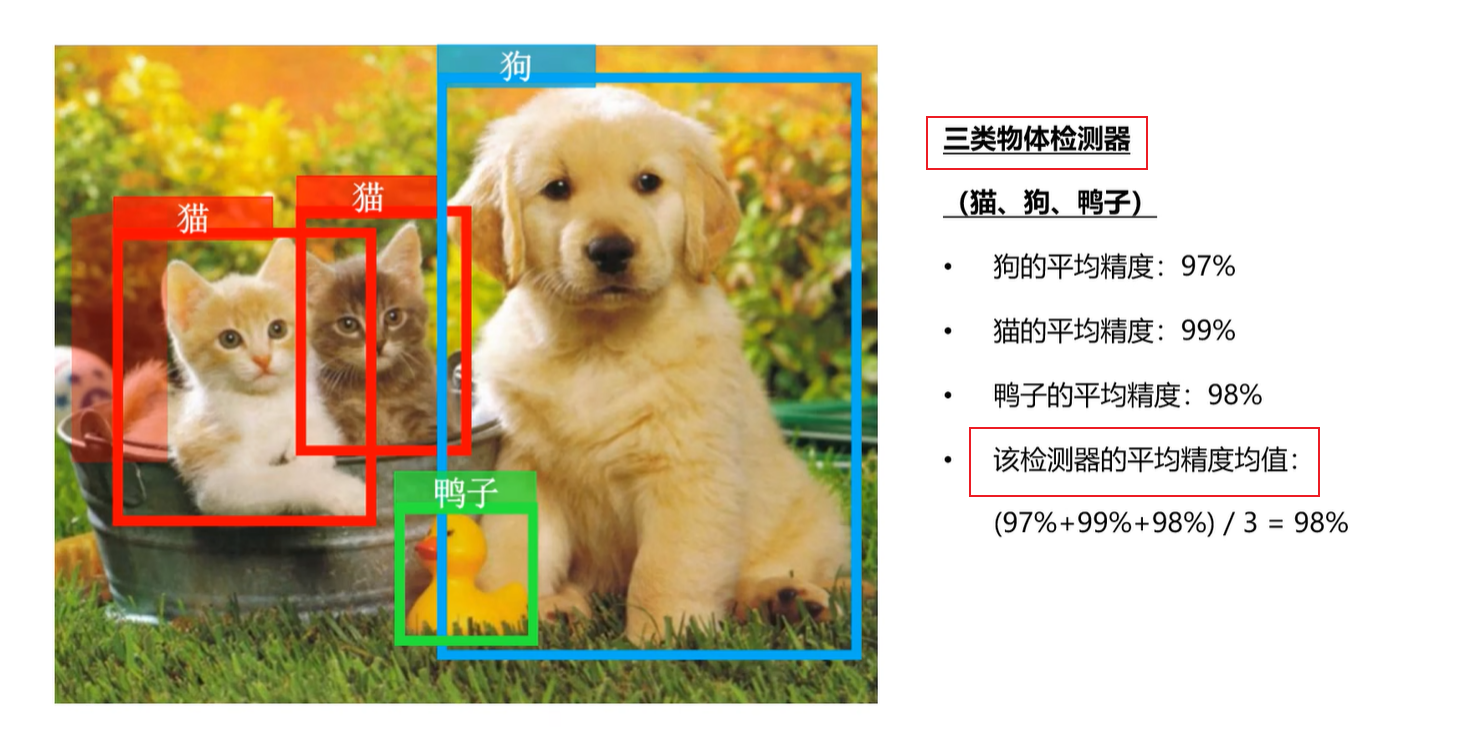 狗
猫
猫
鸭子
三类物体检测器
（猫、狗、鸭子）
• 狗的平均精度：97%
• 猫的平均精度：99%
• 鸭子的平均精度：98%
• 该检测器的平均精度均值：
(97%+99%+98%) / 3 = 98%